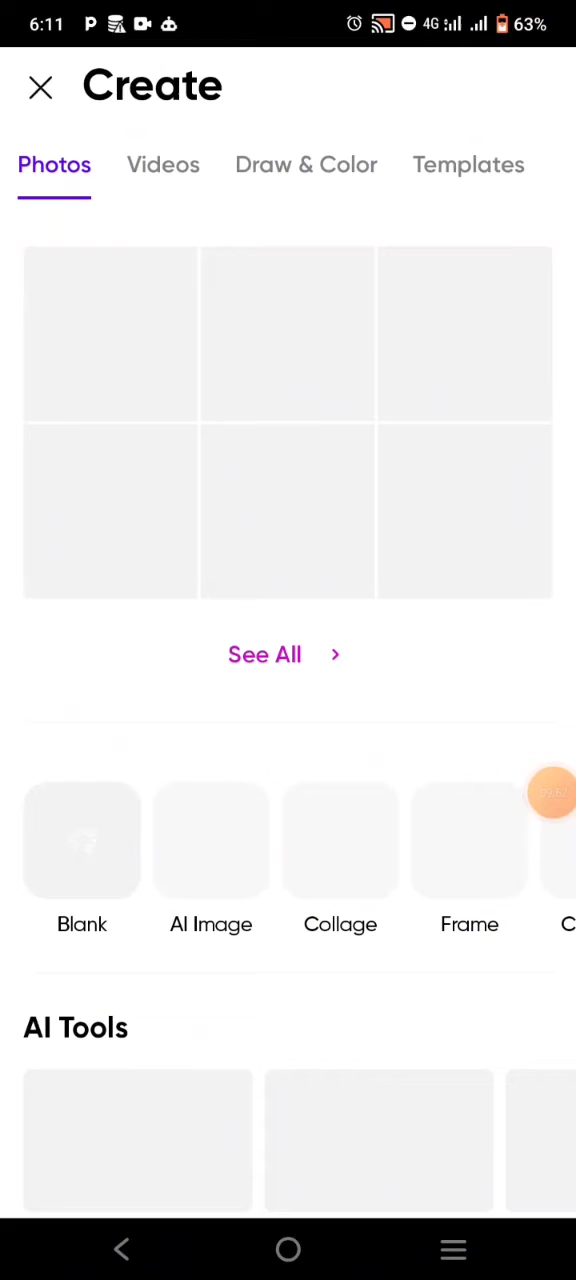 6:11 P 4G 63%
Create
Photos Videos Draw & Color Templates
See All
Blank AI Image Collage Frame C
AI Tools